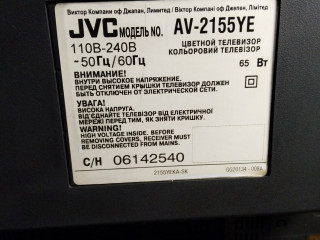 Виктор Компани оф Джепан, Лимитед / Віктор Компані оф Джепен, Лімітед
JVC МОДЕЛЬ NO. AV-2155YE
110В-240В
~50Гц/60Гц
ЦВЕТНОЙ ТЕЛЕВИЗОР
КОЛЬОРОВИЙ ТЕЛЕВІЗОР
65 Вт
ВНИМАНИЕ!
ВНУТРИ ВЫСОКОЕ НАПРЯЖЕНИЕ.
ПЕРЕД СНЯТИЕМ КРЫШКИ ТЕЛЕВИЗОР ДОЛЖЕН
БЫТЬ ОТКЛЮЧЕН ОТ ЭЛЕКТРИЧЕСКОЙ СЕТИ.
УВАГА!
ВИСОКА НАПРУГА.
ВІД'ЄДНАЙТЕ ТЕЛЕВІЗОР ВІД ЕЛЕКТРИЧНОЇ
МЕРЕЖІ ПЕРЕД ТИМ, ЯК ЗНЯТИ КРИШКУ.
WARNING!
HIGH VOLTAGE INSIDE. BEFORE
REMOVING COVERS, RECEIVER MUST
BE DISCONNECTED FROM MAINS.
С/Н 06142540
2155YEKA-SK